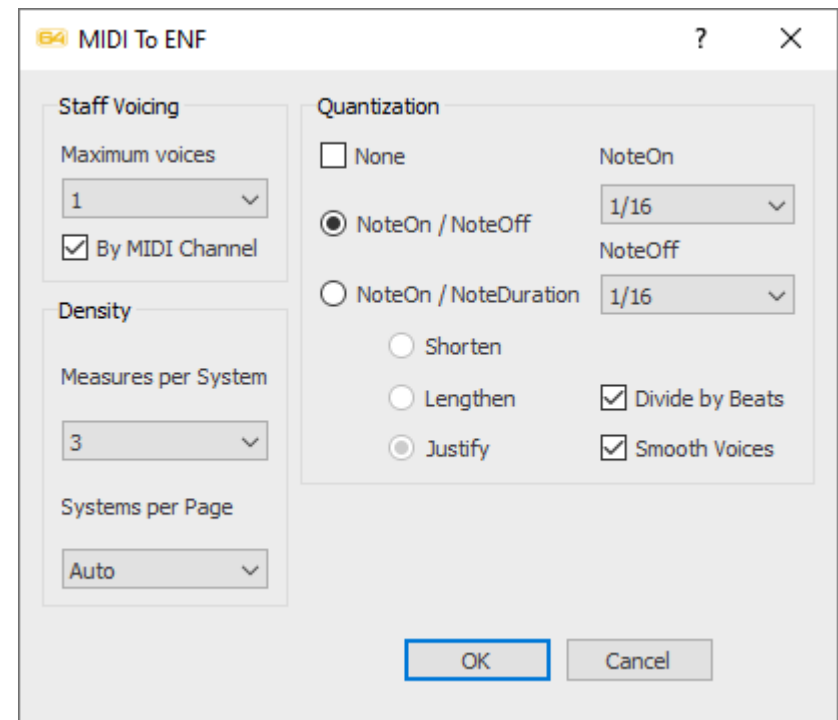 64 MIDI To ENF ?
Staff Voicing
Maximum voices
1
By MIDI Channel
Density
Measures per System
3
Systems per Page
Auto
Quantization
None
NoteOn
1/16
NoteOn / NoteOff
NoteOff
NoteOn / NoteDuration
1/16
Shorten
Lengthen
Divide by Beats
Justify
Smooth Voices
OK
Cancel